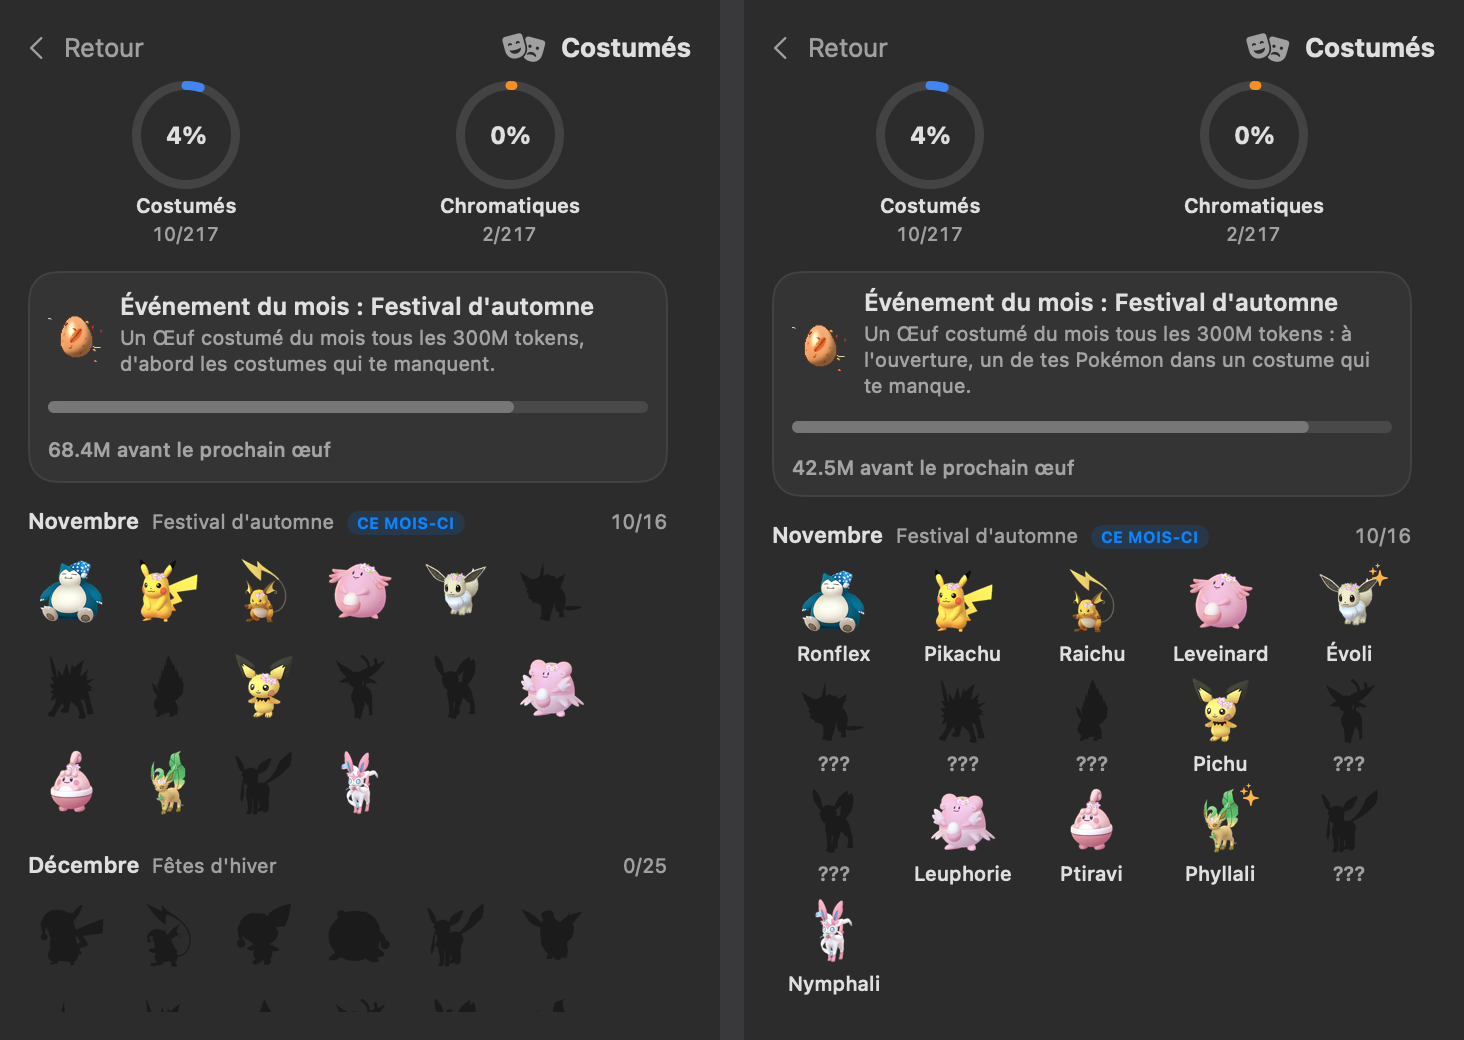 Retour
Costumés
4%
0%
Costumés
Chromatiques
10/217
2/217
Événement du mois : Festival d'automne
Un Œuf costumé du mois tous les 300M tokens,
d'abord les costumes qui te manquent.
68.4M avant le prochain œuf
Novembre Festival d'automne CE MOIS-CI 10/16
Décembre Fêtes d'hiver 0/25
Retour
Costumés
4%
0%
Costumés
Chromatiques
10/217
2/217
Événement du mois : Festival d'automne
Un Œuf costumé du mois tous les 300M tokens : à
l'ouverture, un de tes Pokémon dans un costume qui
te manque.
42.5M avant le prochain œuf
Novembre Festival d'automne CE MOIS-CI 10/16
Ronflex Pikachu Raichu Leveinard Évoli
??? ??? ??? Pichu ???
??? Leuphorie Ptiravi Phyllali ???
Nymphali